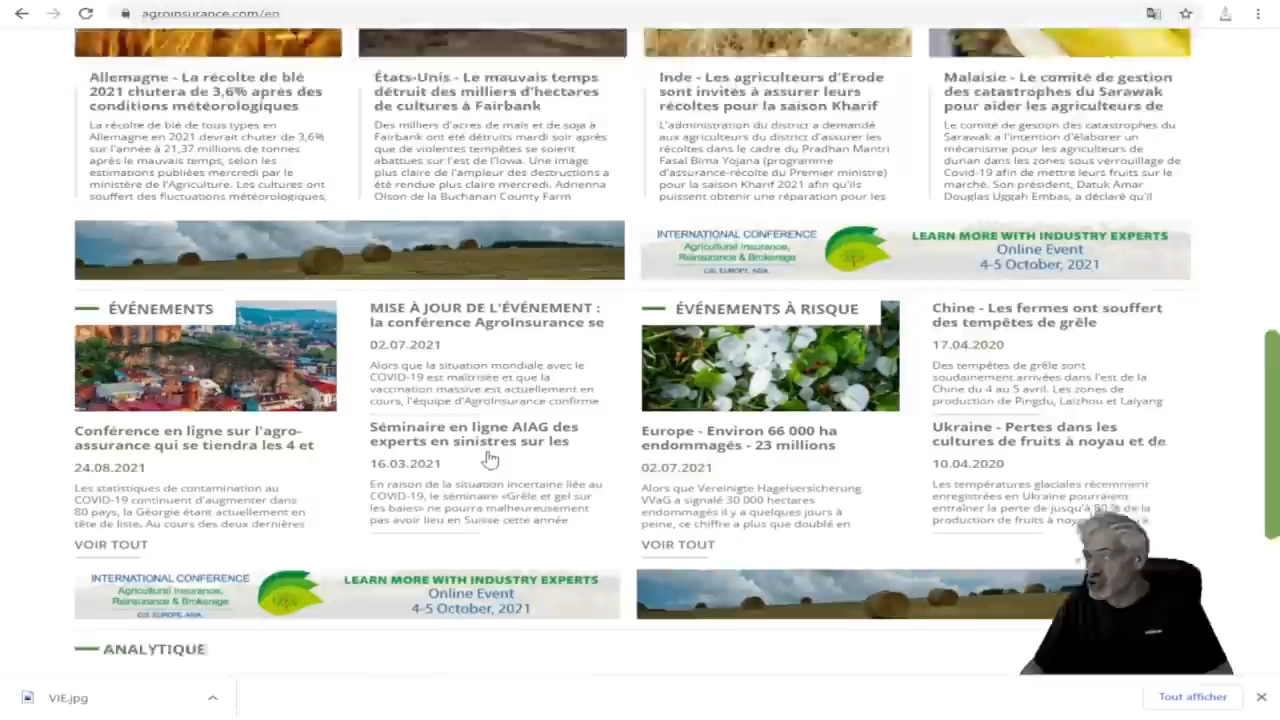 agroinsurance.com/en
Allemagne - La récolte de blé
2021 chutera de 3,6% après des
conditions météorologiques
La récolte de blé de tous types en
Allemagne en 2021 devrait chuter de 3,6%
sur l'année à 21,37 millions de tonnes
après le mauvais temps, selon les
estimations publiées mercredi par le
ministère de l'Agriculture. Les cultures ont
souffert des fluctuations météorologiques,
États-Unis - Le mauvais temps
détruit des milliers d'hectares
de cultures à Fairbank
Des milliers d'acres de maïs et de soja à
Fairbank ont été détruits mardi soir après
que de violentes tempêtes se soient
abattues sur l'est de l'Iowa. Une image
plus claire de l'ampleur des destructions a
été rendue plus claire mercredi. Adrienna
Olson de la Buchanan County Farm
Inde - Les agriculteurs d'Erode
sont invités à assurer leurs
récoltes pour la saison Kharif
L'administration du district a demandé
aux agriculteurs du district d'assurer les
récoltes dans le cadre du Pradhan Mantri
Fasal Bima Yojana (programme
d'assurance-récolte du Premier ministre)
pour la saison Kharif 2021 afin qu'ils
puissent obtenir une réparation pour les
Malaisie - Le comité de gestion
des catastrophes du Sarawak
pour aider les agriculteurs de
Le comité de gestion des catastrophes du
Sarawak a l'intention d'élaborer un
mécanisme pour les agriculteurs de
durian dans les zones sous verrouillage de
Covid-19 afin de mettre leurs fruits sur le
marché. Son président, Datuk Amar
Douglas Uggah Embas, a déclaré qu'il
INTERNATIONAL CONFERENCE
Agricultural Insurance,
Reinsurance & Brokerage
CIS, EUROPE, ASIA
LEARN MORE WITH INDUSTRY EXPERTS
Online Event
4-5 October, 2021
ÉVÉNEMENTS
Conférence en ligne sur l'agro-
assurance qui se tiendra les 4 et
24.08.2021
Les statistiques de contamination au
COVID-19 continuent d'augmenter dans
80 pays, la Géorgie étant actuellement en
tête de liste. Au cours des deux dernières
VOIR TOUT
MISE À JOUR DE L'ÉVÉNEMENT :
la conférence AgroInsurance se
02.07.2021
Alors que la situation mondiale avec le
COVID-19 est maîtrisée et que la
vaccination massive est actuellement en
cours, l'équipe d'AgroInsurance confirme
Séminaire en ligne AIAG des
experts en sinistres sur les
16.03.2021
En raison de la situation incertaine liée au
COVID-19, le séminaire «Grêle et gel sur
les baies» ne pourra malheureusement
pas avoir lieu en Suisse cette année
ÉVÉNEMENTS À RISQUE
Europe - Environ 66 000 ha
endommagés - 23 millions
02.07.2021
Alors que Vereinigte Hagelversicherung
VVaG a signalé 30 000 hectares
endommagés il y a quelques jours à
peine, ce chiffre a plus que doublé en
VOIR TOUT
Chine - Les fermes ont souffert
des tempêtes de grêle
17.04.2020
Des tempêtes de grêle sont
soudainement arrivées dans l'est de la
Chine du 4 au 5 avril. Les zones de
production de Pingdu, Laizhou et Laiyang
Ukraine - Pertes dans les
cultures de fruits à noyau et de
10.04.2020
Les températures glaciales récemment
enregistrées en Ukraine pourraient
entraîner la perte de jusqu'à 80 % de la
production de fruits à
INTERNATIONAL CONFERENCE
Agricultural Insurance,
Reinsurance & Brokerage
CIS, EUROPE, ASIA
LEARN MORE WITH INDUSTRY EXPERTS
Online Event
4-5 October, 2021
ANALYTIQUE
VIE.jpg
Tout afficher